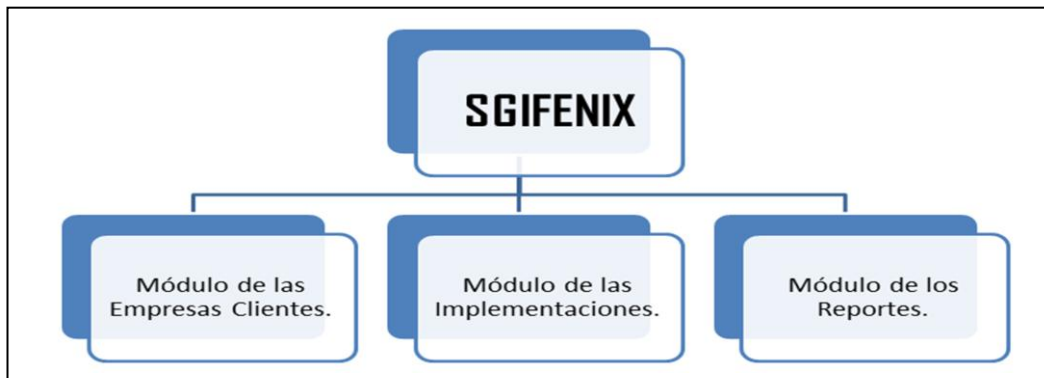 SGIFENIX
Módulo de las
Empresas Clientes.
Módulo de las
Implementaciones.
Módulo de los
Reportes.